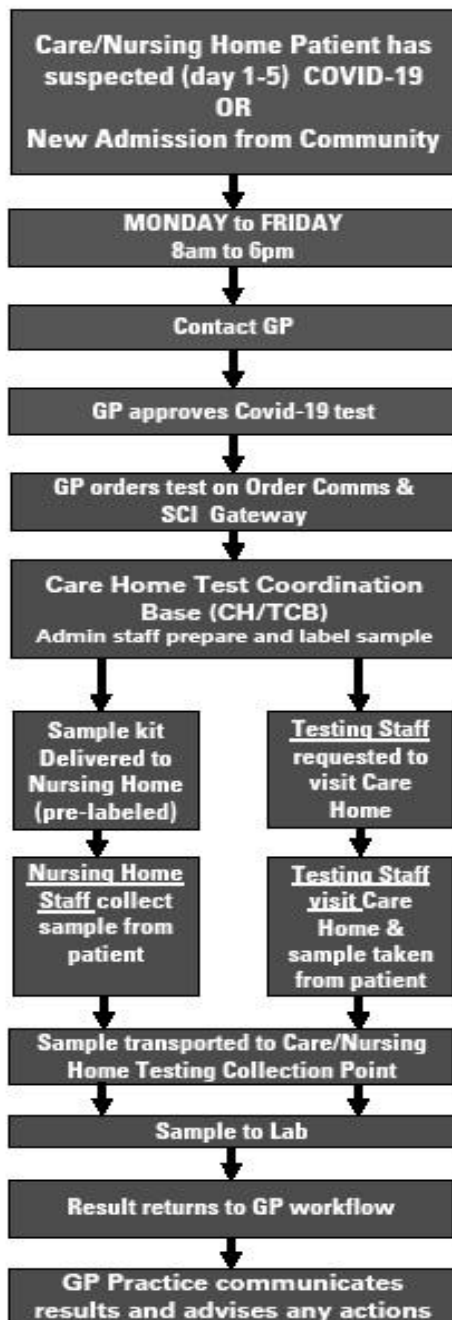 Care/Nursing Home Patient has
suspected (day 1-5) COVID-19
OR
New Admission from Community
MONDAY to FRIDAY
8am to 6pm
Contact GP
GP approves Covid-19 test
GP orders test on Order Comms &
SCI Gateway
Care Home Test Coordination
Base (CH/TCB)
Admin staff prepare and label sample
Sample kit
Delivered to
Nursing Home
(pre-labeled)
Testing Staff
requested to
visit Care
Home
Nursing Home
Staff collect
sample from
patient
Testing Staff
visit Care
Home &
sample taken
from patient
Sample transported to Care/Nursing
Home Testing Collection Point
Sample to Lab
Result returns to GP workflow
GP Practice communicates
results and advises any actions